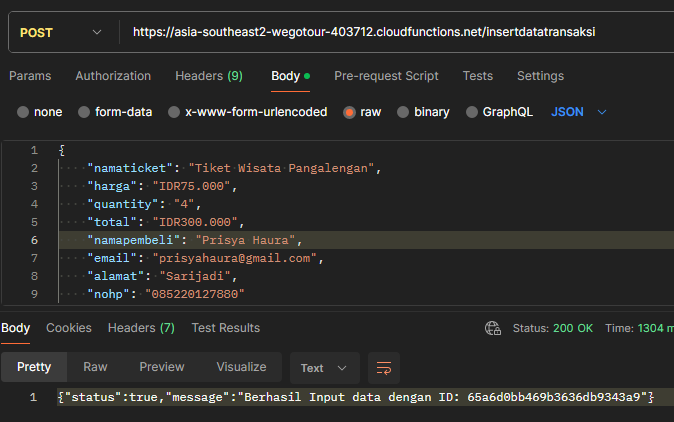 POST https://asia-southeast2-wegotour-403712.cloudfunctions.net/insertdatatransaksi
Params Authorization Headers (9) Body Pre-request Script Tests Settings
none form-data x-www-form-urlencoded raw binary GraphQL JSON
1 {
2 "namaticket": "Tiket Wisata Pangalengan",
3 "harga": "IDR75.000",
4 "quantity": "4",
5 "total": "IDR300.000",
6 "namapembeli": "Prisya Haura",
7 "email": "prisyahaura@gmail.com",
8 "alamat": "Sarijadi",
9 "nohp": "085220127880"
Body Cookies Headers (7) Test Results Status: 200 OK Time: 1304 m
Pretty Raw Preview Visualize Text
1 {"status":true,"message":"Berhasil Input data dengan ID: 65a6d0bb469b3636db9343a9"}